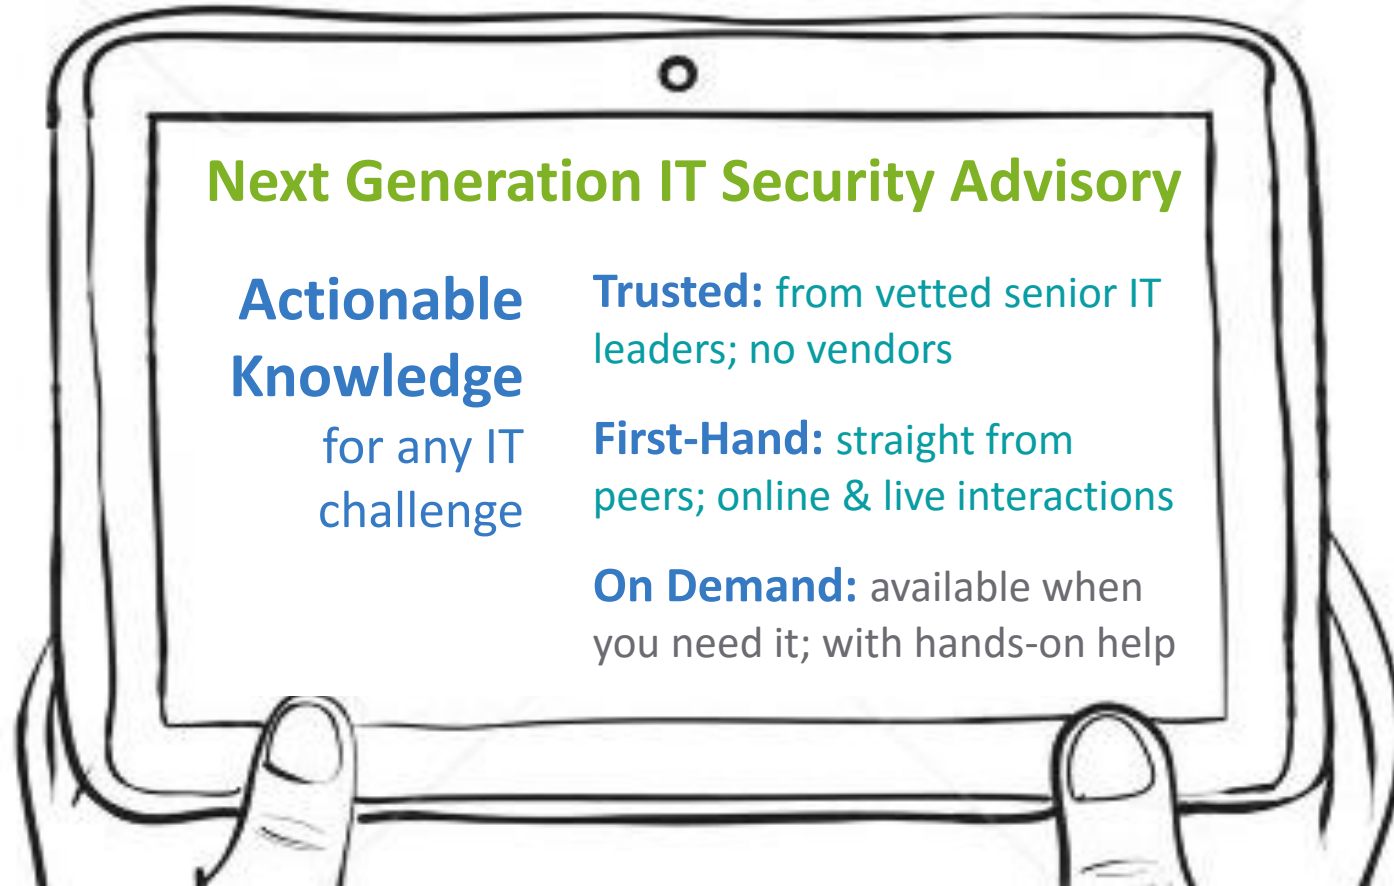 Next Generation IT Security Advisory
Actionable
Knowledge
for any IT
challenge
Trusted: from vetted senior IT
leaders; no vendors
First-Hand: straight from
peers; online & live interactions
On Demand: available when
you need it; with hands-on help